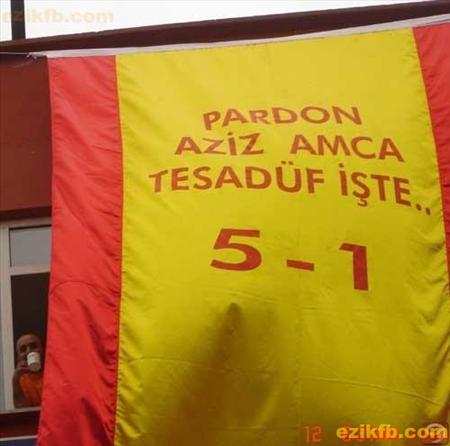 ezikfb.com
PARDON
AZİZ AMCA
TESADÜF İŞTE..
5-1
12
ezikfb.com